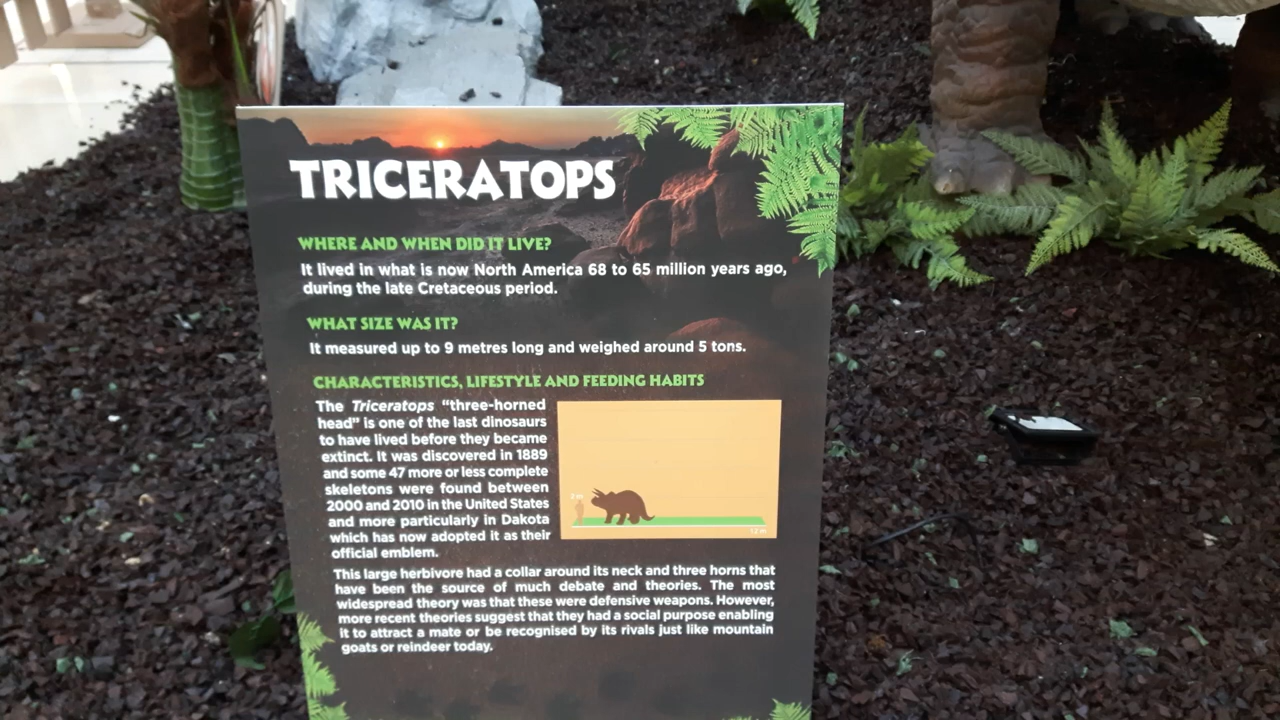 TRICERATOPS
WHERE AND WHEN DID IT LIVE?
It lived in what is now North America 68 to 65 million years ago,
during the late Cretaceous period.
WHAT SIZE WAS IT?
It measured up to 9 metres long and weighed around 5 tons.
CHARACTERISTICS, LIFESTYLE AND FEEDING HABITS
The Triceratops “three-horned
head” is one of the last dinosaurs
to have lived before they became
extinct. It was discovered in 1889
and some 47 more or less complete
skeletons were found between
2000 and 2010 in the United States
and more particularly in Dakota
which has now adopted it as their
official emblem.
2 m
12 m
This large herbivore had a collar around its neck and three horns that
have been the source of much debate and theories. The most
widespread theory was that these were defensive weapons. However,
more recent theories suggest that they had a social purpose enabling
it to attract a mate or be recognised by its rivals just like mountain
goats or reindeer today.